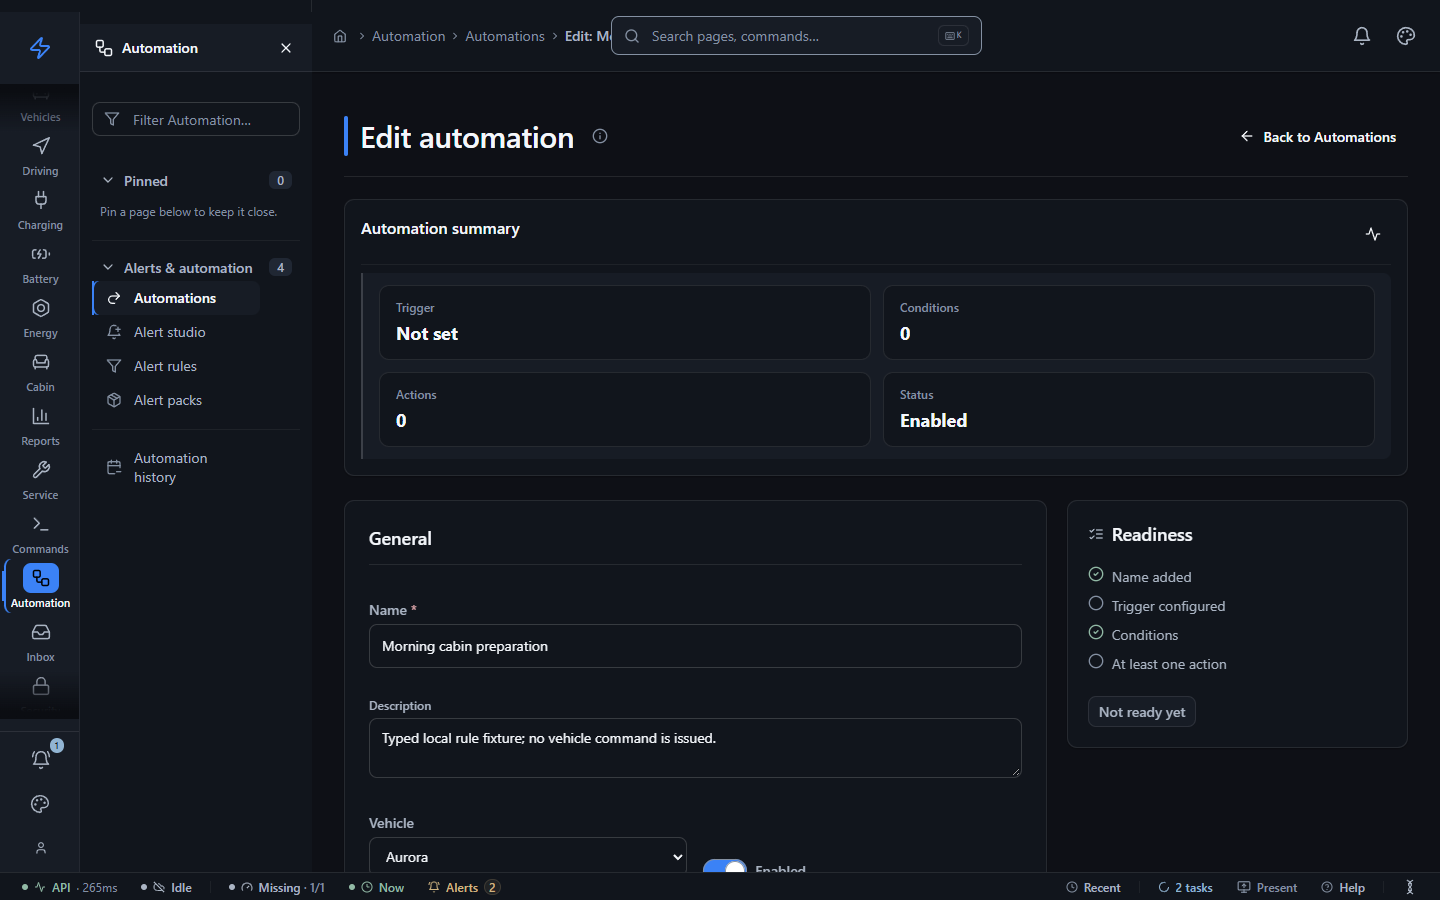 Automation
Automation
Automations
Edit: Mo
Search pages, commands...
K
Vehicles
Driving
Charging
Battery
Energy
Cabin
Reports
Service
Commands
Automation
Inbox
1
Filter Automation...
Pinned
0
Pin a page below to keep it close.
Alerts & automation
4
Automations
Alert studio
Alert rules
Alert packs
Automation
history
Edit automation
Back to Automations
Automation summary
Trigger
Not set
Conditions
0
Actions
0
Status
Enabled
General
Name *
Morning cabin preparation
Description
Typed local rule fixture; no vehicle command is issued.
Vehicle
Aurora
Enabled
Readiness
Name added
Trigger configured
Conditions
At least one action
Not ready yet
API · 265ms
Idle
Missing · 1/1
Now
Alerts 2
Recent
2 tasks
Present
Help